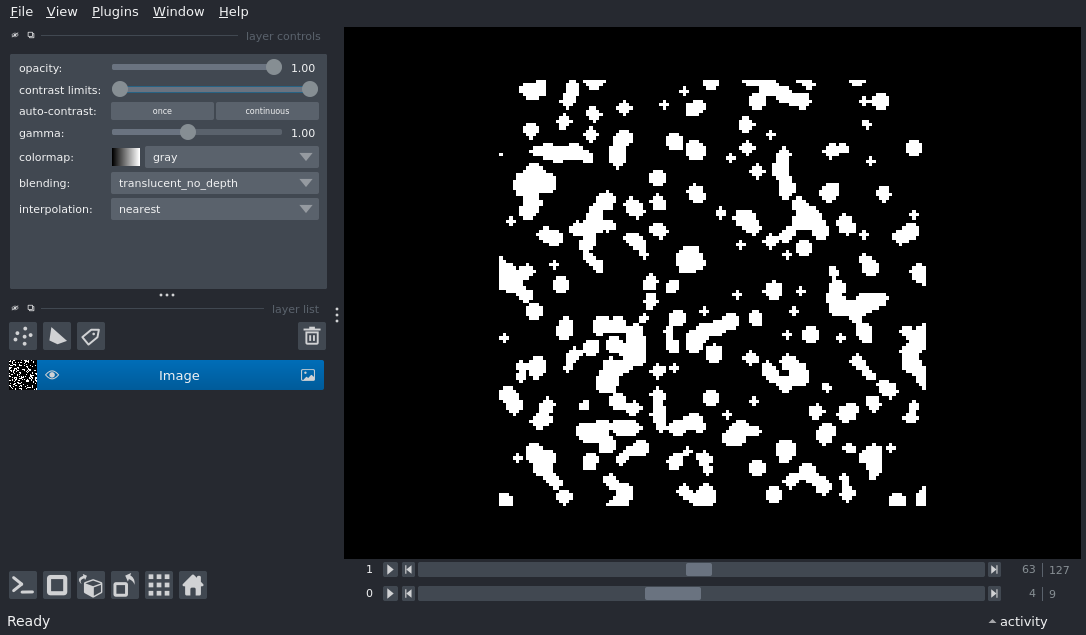 File View Plugins Window Help
layer controls
opacity: 1.00
contrast limits:
auto-contrast: once continuous
gamma: 1.00
colormap: gray
blending: translucent_no_depth
interpolation: nearest
layer list
Image
1 63 127
0 4 9
Ready activity